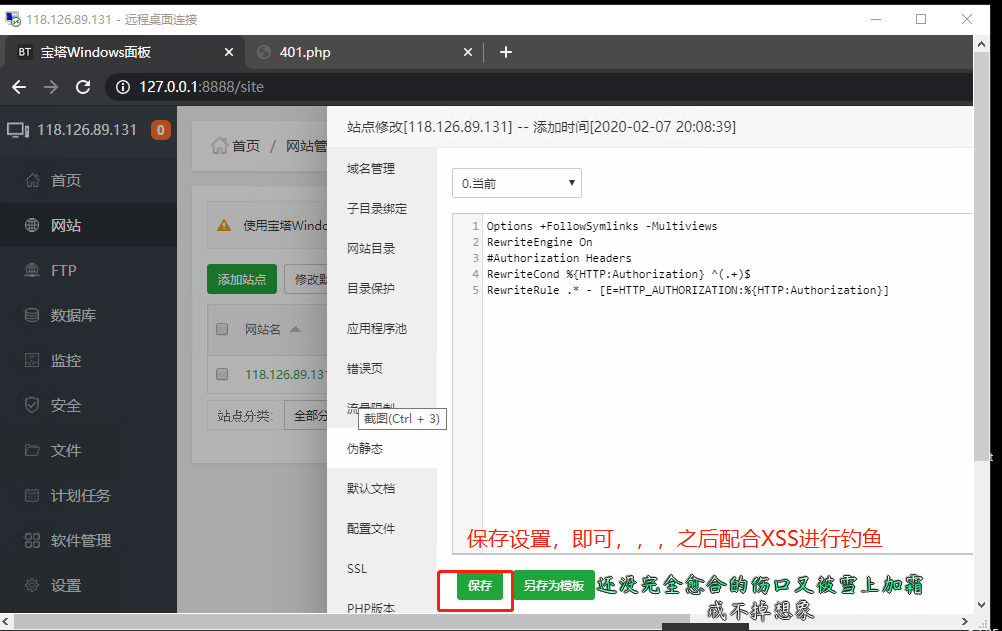 118.126.89.131 - 远程桌面连接
BT 宝塔Windows面板
401.php
127.0.0.1:8888/site
118.126.89.131 0
首页
网站
FTP
数据库
监控
安全
文件
计划任务
软件管理
设置
首页 / 网站管
使用宝塔Windo
添加站点 修改默
网站名
118.126.89.131
站点分类: 全部分
站点修改[118.126.89.131] -- 添加时间[2020-02-07 20:08:39]
域名管理
子目录绑定
网站目录
目录保护
应用程序池
错误页
流量限制
截图(Ctrl + 3)
伪静态
默认文档
配置文件
SSL
PHP版本
0.当前
1 Options +FollowSymlinks -Multiviews
2 RewriteEngine On
3 #Authorization Headers
4 RewriteCond %{HTTP:Authorization} ^(.+)$
5 RewriteRule .* - [E=HTTP_AUTHORIZATION:%{HTTP:Authorization}]
保存设置，即可，，，之后配合XSS进行钓鱼
保存 另存为模板
还没完全愈合的伤口又被雪上加霜
戒不掉想象